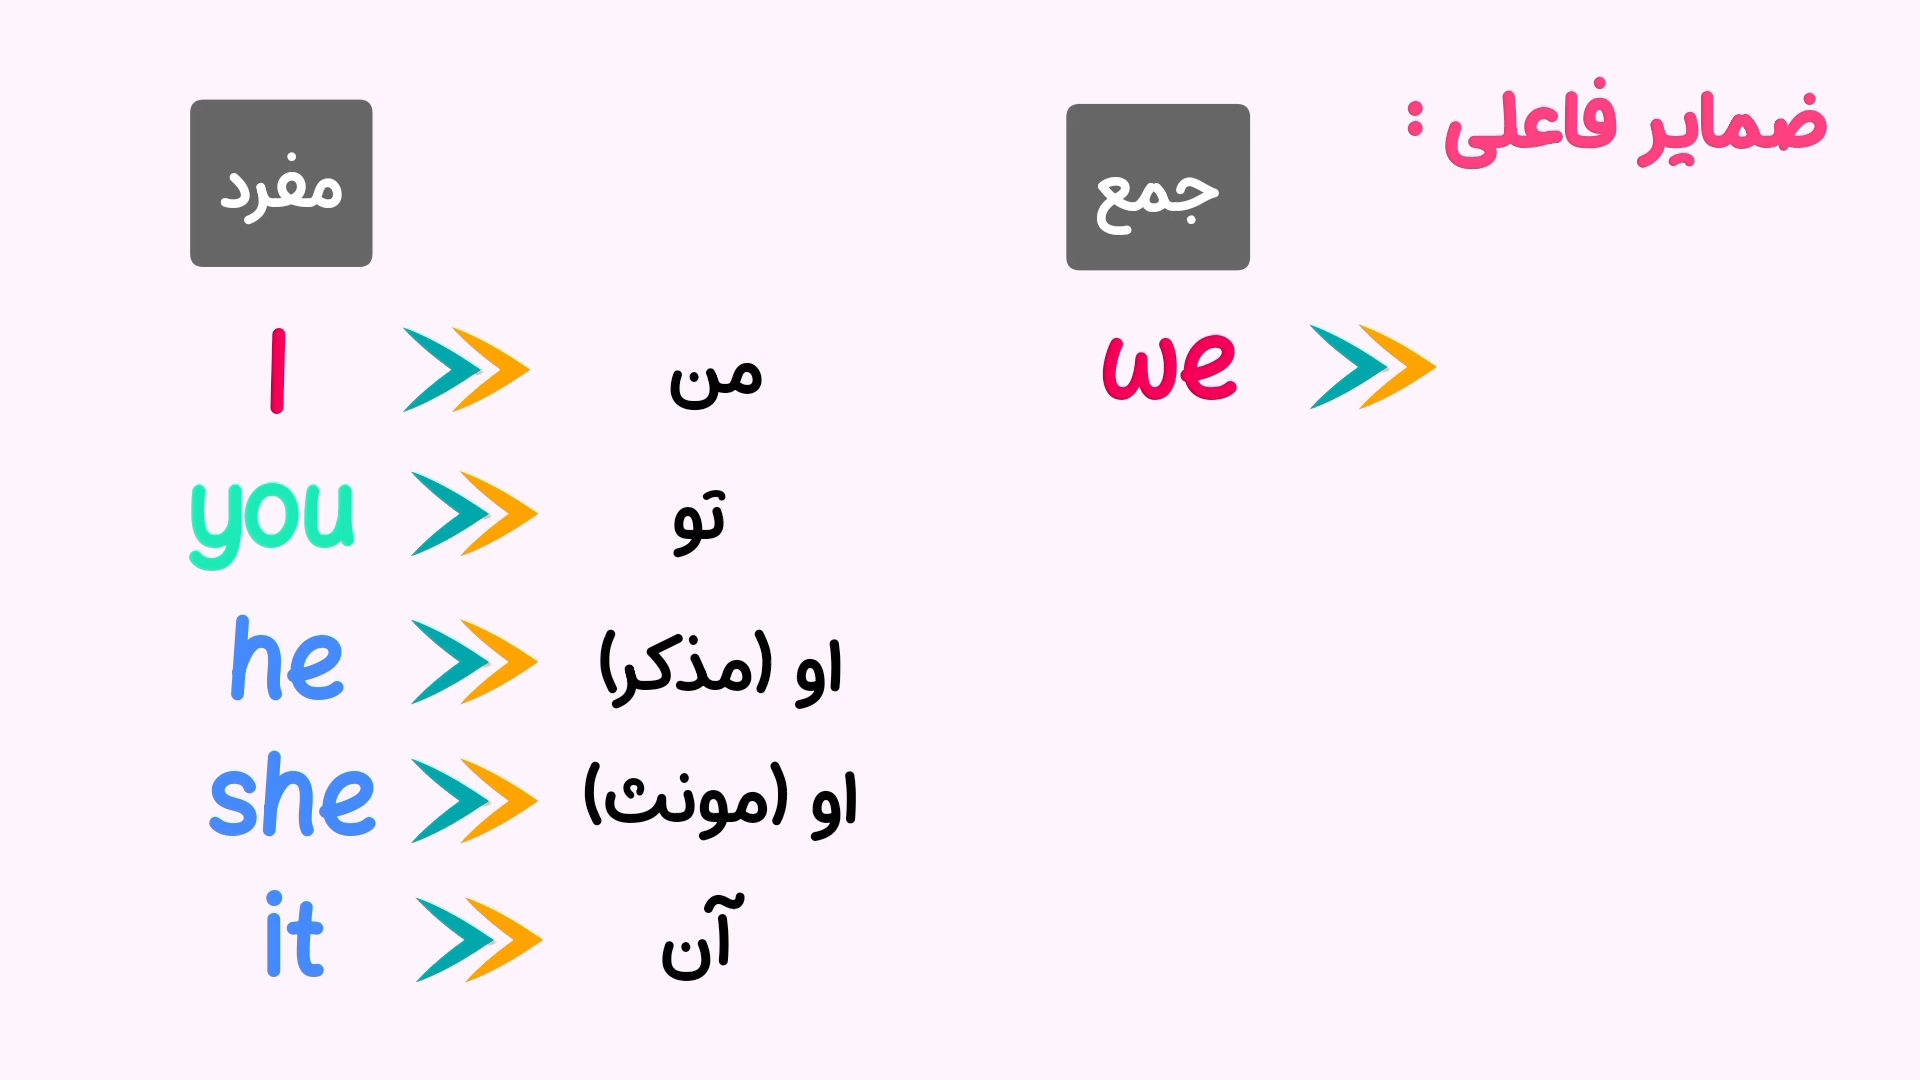 ضمایر فاعلی :
مفرد
I من
you تو
he او (مذکر)
she او (مونث)
it آن
جمع
we